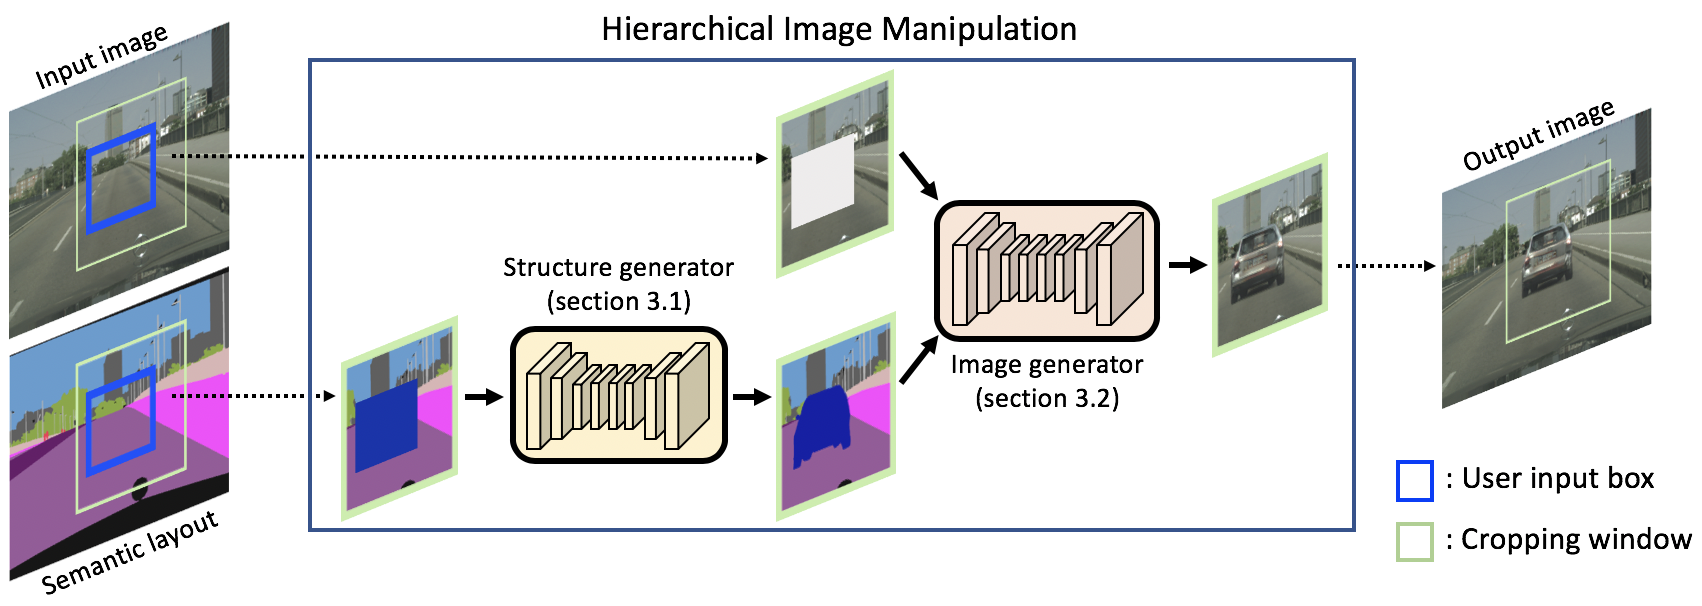 Hierarchical Image Manipulation
Input image
Semantic layout
Structure generator
(section 3.1)
Image generator
(section 3.2)
Output image
: User input box
: Cropping window